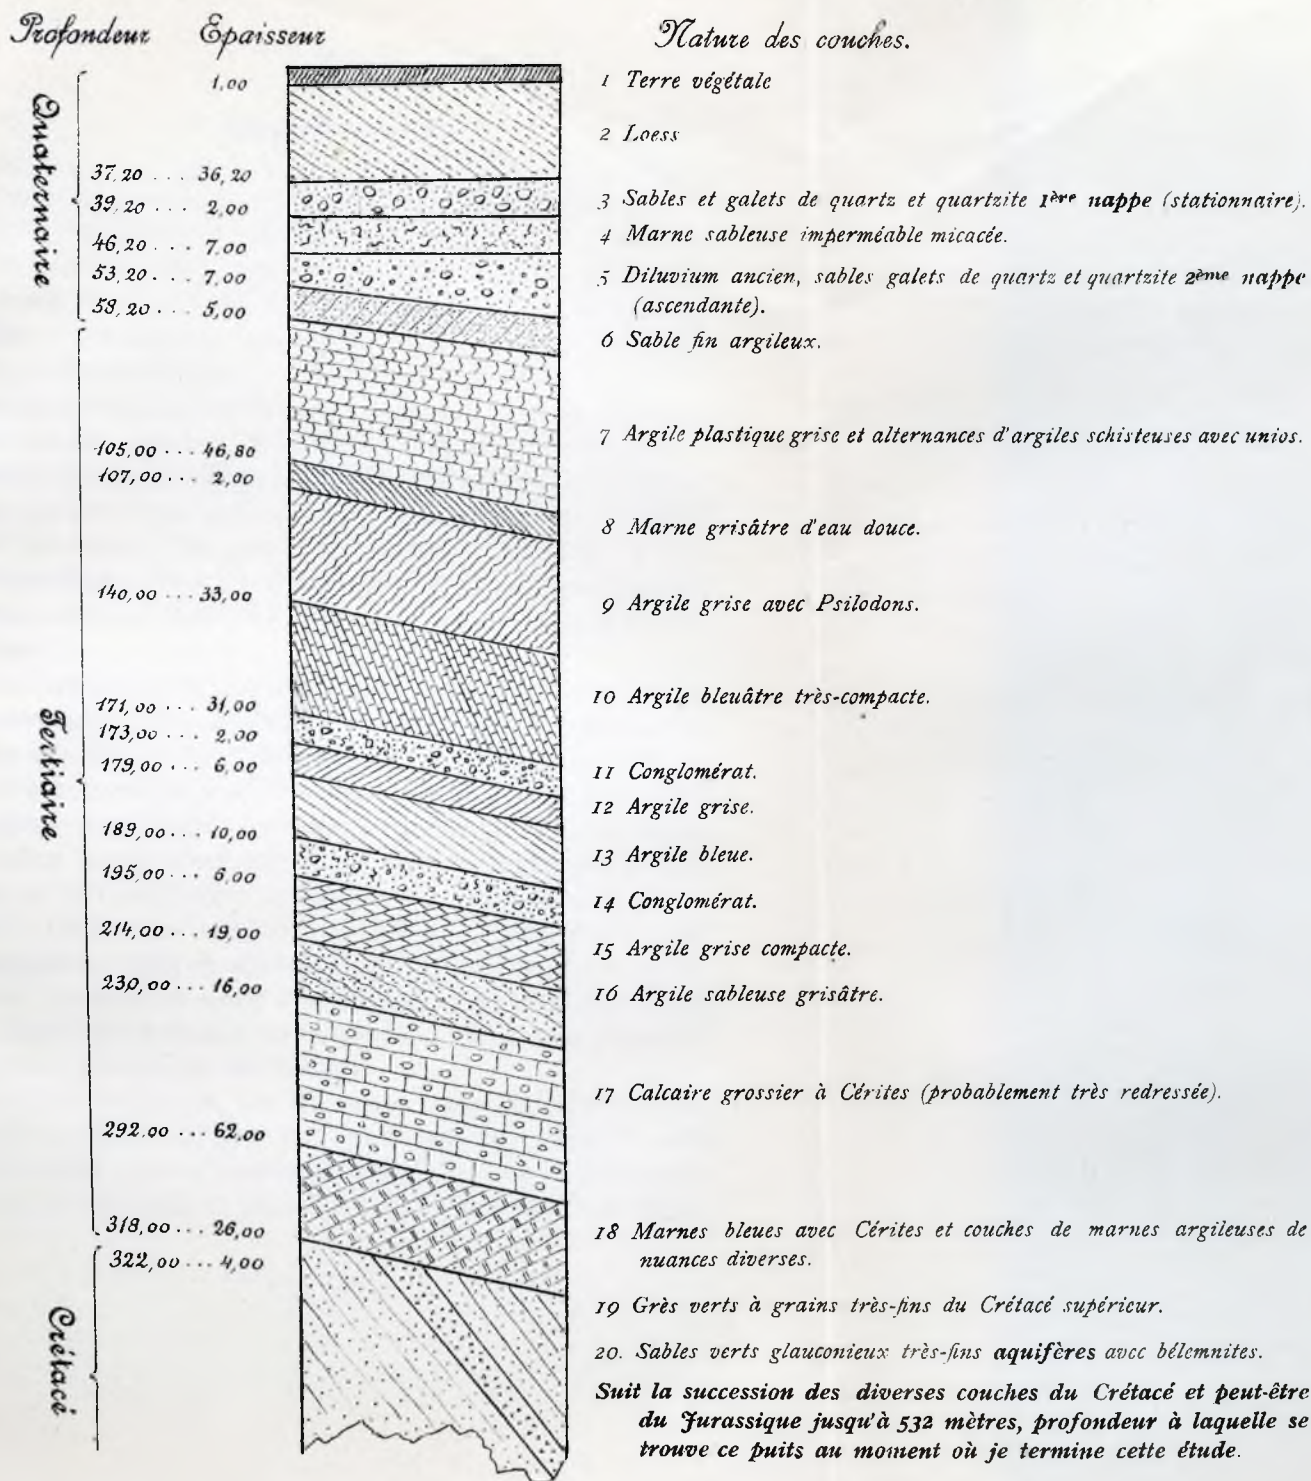 Profondeur Epaisseur Nature des couches.
Quaternaire
1,00
37,20 ... 36,20
39,20 ... 2,00
46,20 ... 7,00
53,20 ... 7,00
58,20 ... 5,00
Tertiaire
105,00 ... 46,80
107,00 ... 2,00
140,00 ... 33,00
171,00 ... 31,00
173,00 ... 2,00
179,00 ... 6,00
189,00 ... 10,00
195,00 ... 6,00
214,00 ... 19,00
230,00 ... 16,00
292,00 ... 62,00
318,00 ... 26,00
Crétacé
322,00 ... 4,00
1 Terre végétale
2 Loess
3 Sables et galets de quartz et quartzite 1ère nappe (stationnaire).
4 Marne sableuse imperméable micacée.
5 Diluvium ancien, sables galets de quartz et quartzite 2ème nappe
(ascendante).
6 Sable fin argileux.
7 Argile plastique grise et alternances d'argiles schisteuses avec unios.
8 Marne grisâtre d'eau douce.
9 Argile grise avec Psilodons.
10 Argile bleuâtre très-compacte.
11 Conglomérat.
12 Argile grise.
13 Argile bleue.
14 Conglomérat.
15 Argile grise compacte.
16 Argile sableuse grisâtre.
17 Calcaire grossier à Cérites (probablement très redressée).
18 Marnes bleues avec Cérites et couches de marnes argileuses de
nuances diverses.
19 Grès verts à grains très-fins du Crétacé supérieur.
20. Sables verts glauconieux très-fins aquifères avec bélemnites.
Suit la succession des diverses couches du Crétacé et peut-être
du Jurassique jusqu'à 532 mètres, profondeur à laquelle se
trouve ce puits au moment où je termine cette étude.